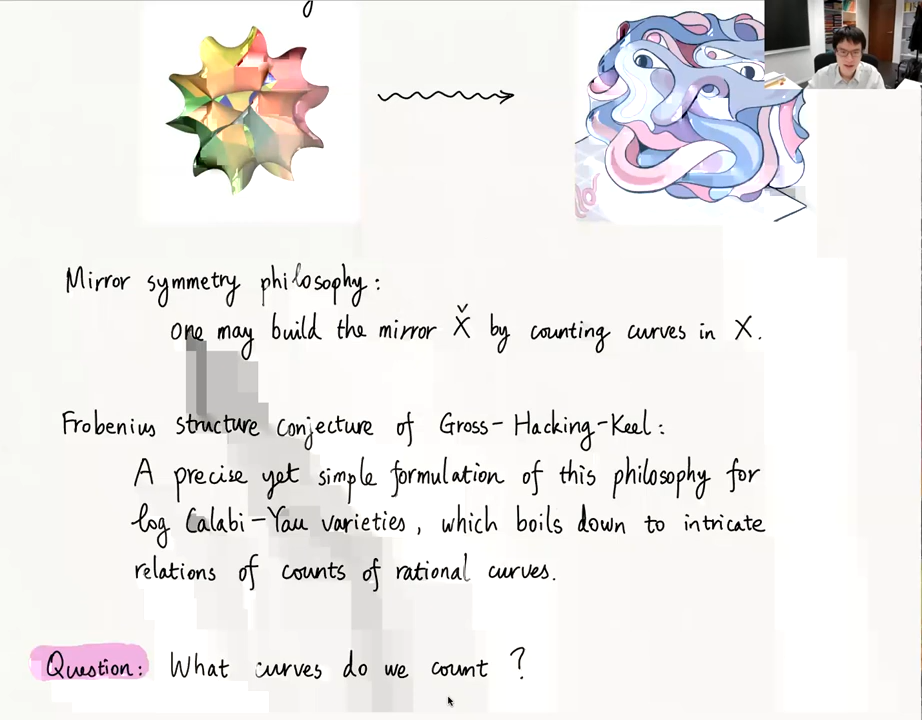 Mirror symmetry philosophy:
one may build the mirror X̌ by counting curves in X.
Frobenius structure conjecture of Gross-Hacking-Keel:
A precise yet simple formulation of this philosophy for
log Calabi-Yau varieties, which boils down to intricate
relations of counts of rational curves.
Question: What curves do we count ?